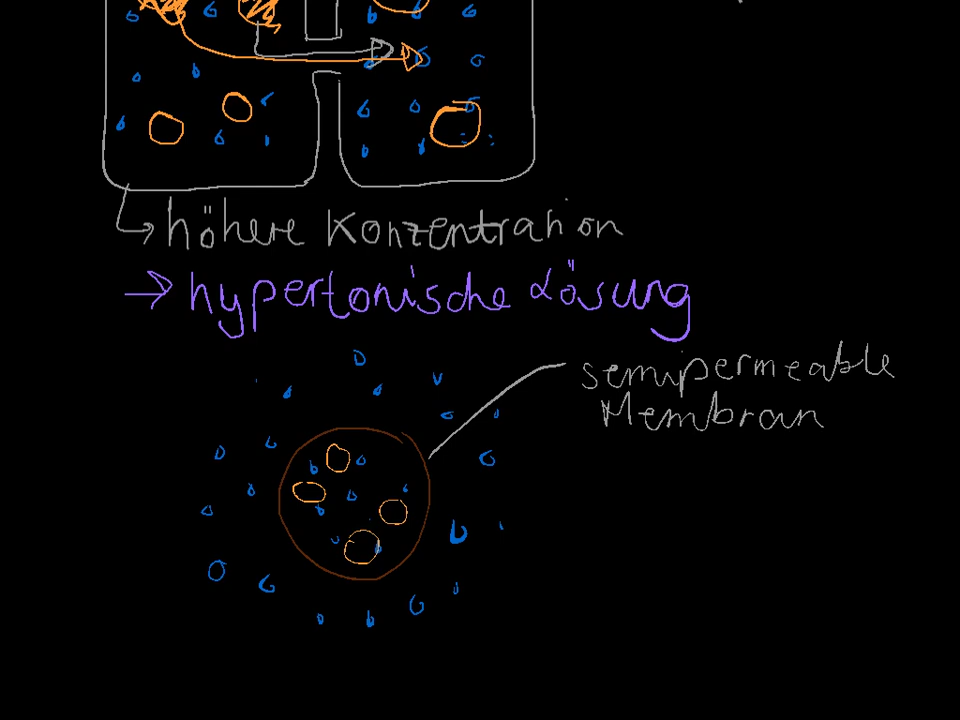 höhere Konzentration
→ hypertonische Lösung
semipermeable
Membran